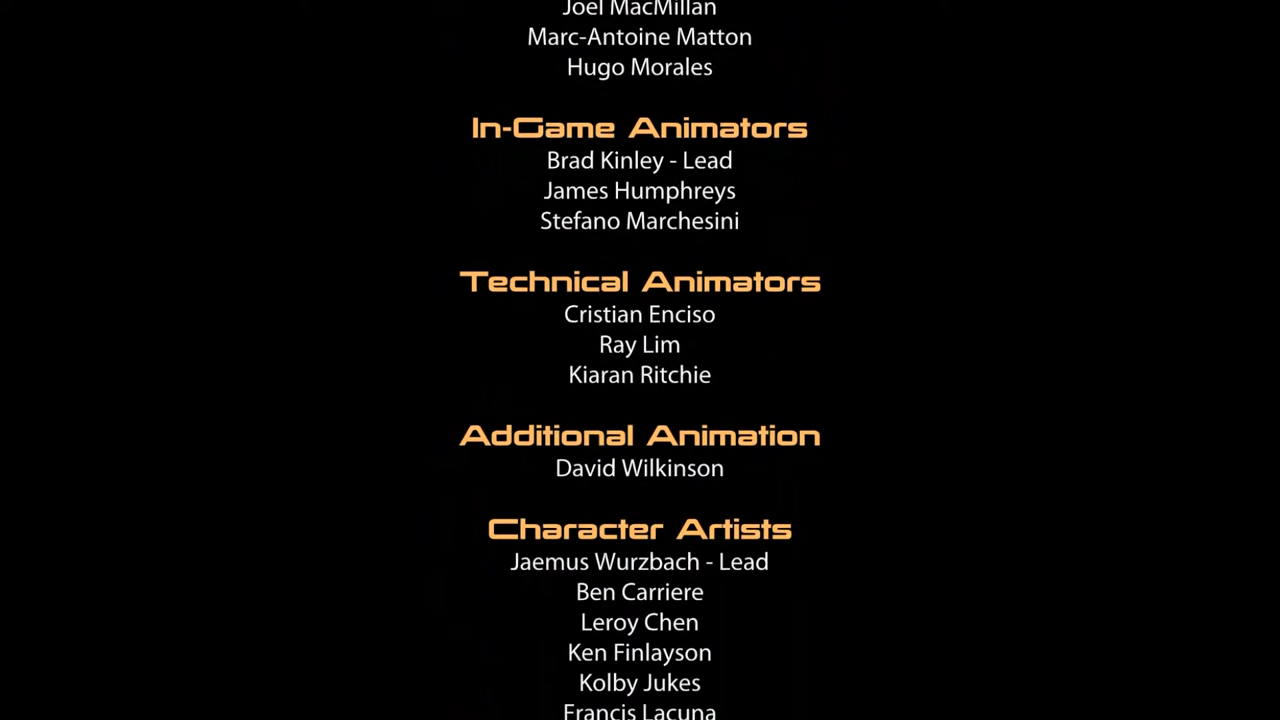 Joel MacMillan
Marc-Antoine Matton
Hugo Morales
In-Game Animators
Brad Kinley - Lead
James Humphreys
Stefano Marchesini
Technical Animators
Cristian Enciso
Ray Lim
Kiaran Ritchie
Additional Animation
David Wilkinson
Character Artists
Jaemus Wurzbach - Lead
Ben Carriere
Leroy Chen
Ken Finlayson
Kolby Jukes
Francis Lacuna